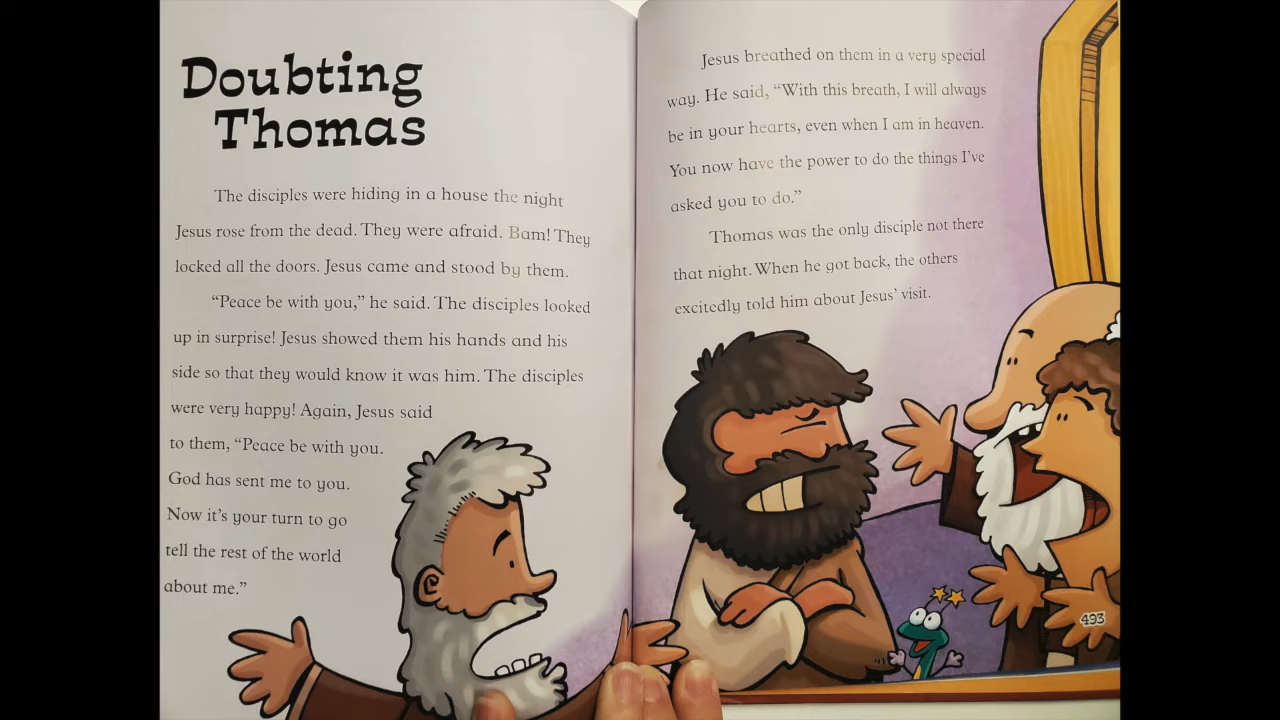 Doubting
Thomas
The disciples were hiding in a house the night
Jesus rose from the dead. They were afraid. Bam! They
locked all the doors. Jesus came and stood by them.
“Peace be with you,” he said. The disciples looked
up in surprise! Jesus showed them his hands and his
side so that they would know it was him. The disciples
were very happy! Again, Jesus said
to them, “Peace be with you.
God has sent me to you.
Now it’s your turn to go
tell the rest of the world
about me.”
Jesus breathed on them in a very special
way. He said, “With this breath, I will always
be in your hearts, even when I am in heaven.
You now have the power to do the things I’ve
asked you to do.”
Thomas was the only disciple not there
that night. When he got back, the others
excitedly told him about Jesus’ visit.
493